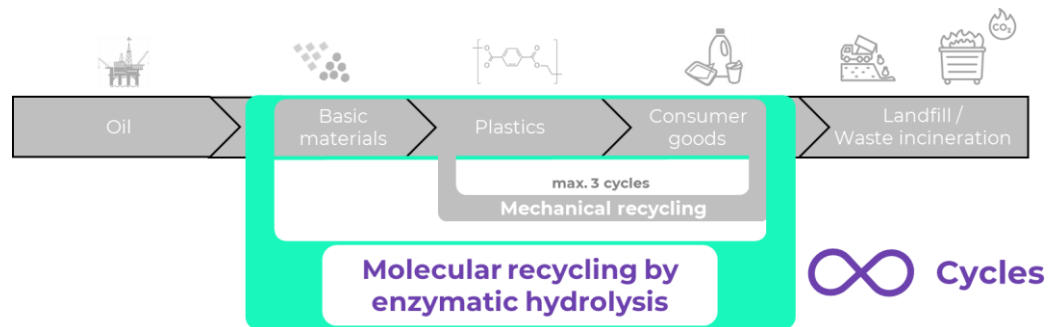 CO₂
Oil
Basic
materials
Plastics
Consumer
goods
Landfill /
Waste incineration
max. 3 cycles
Mechanical recycling
Molecular recycling by
enzymatic hydrolysis
Cycles